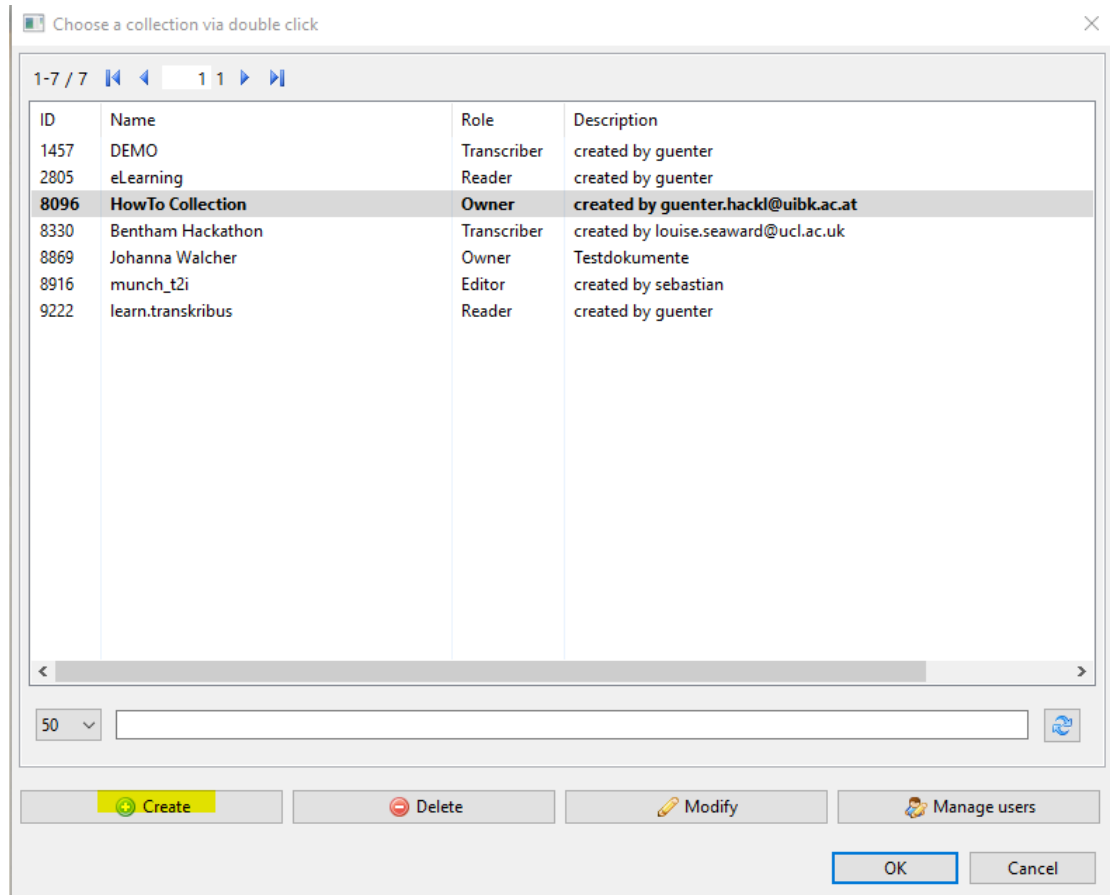 Choose a collection via double click
1-7 / 7 1 1
ID Name Role Description
1457 DEMO Transcriber created by guenter
2805 eLearning Reader created by guenter
8096 HowTo Collection Owner created by guenter.hackl@uibk.ac.at
8330 Bentham Hackathon Transcriber created by louise.seaward@ucl.ac.uk
8869 Johanna Walcher Owner Testdokumente
8916 munch_t2i Editor created by sebastian
9222 learn.transkribus Reader created by guenter
50
Create Delete Modify Manage users
OK Cancel